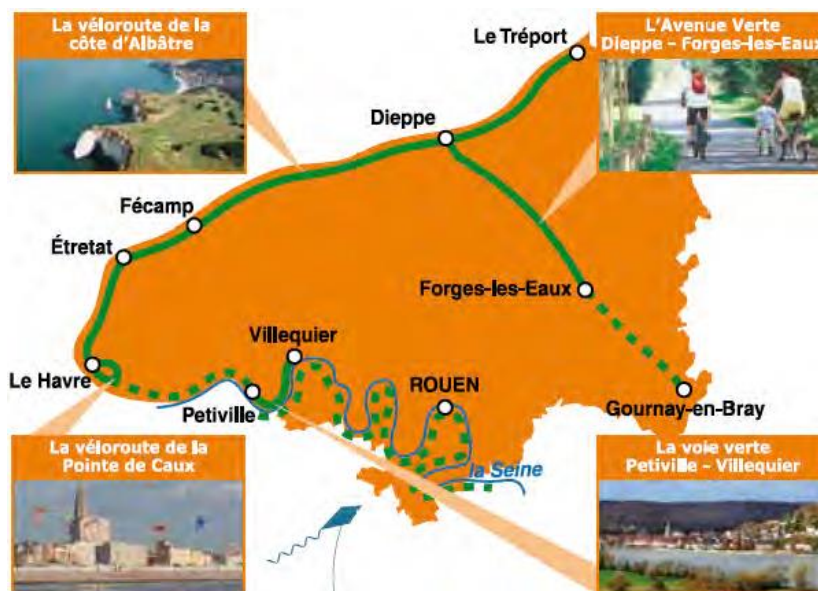 La véloroute de la
côte d'Albâtre
L'Avenue Verte
Dieppe – Forges-les-Eaux
Le Tréport
Dieppe
Fécamp
Étretat
Forges-les-Eaux
Villequier
Le Havre
ROUEN
Petiville
Gournay-en-Bray
La véloroute de la
Pointe de Caux
la Seine
La voie verte
Petiville – Villequier